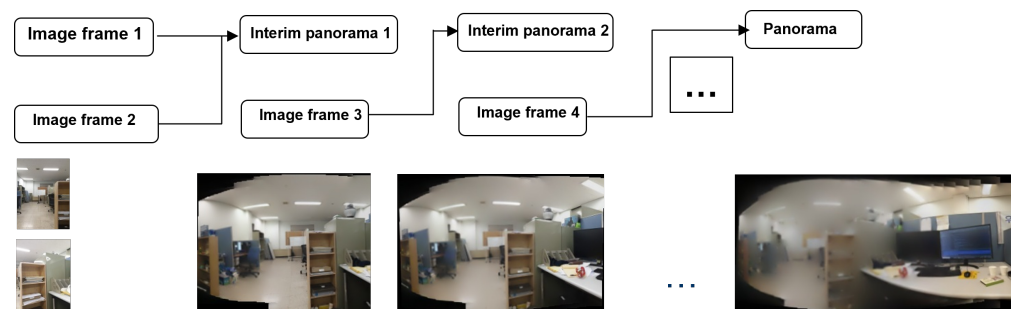 Image frame 1
Interim panorama 1
Interim panorama 2
Panorama
...
Image frame 2
Image frame 3
Image frame 4
...